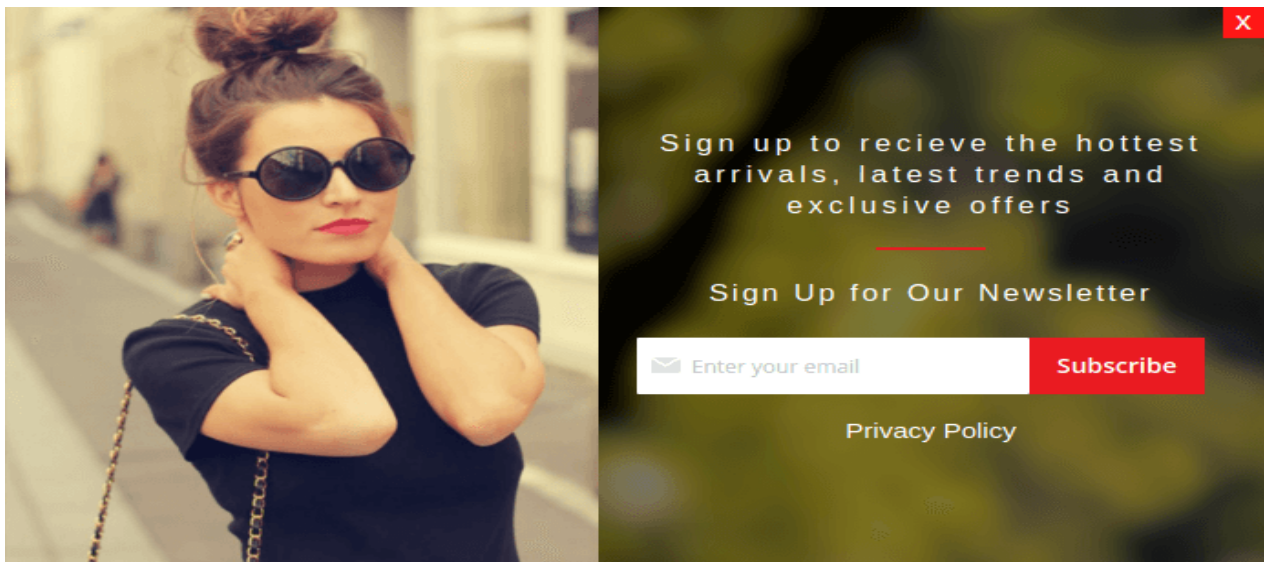 X
Sign up to recieve the hottest
arrivals, latest trends and
exclusive offers
Sign Up for Our Newsletter
Enter your email
Subscribe
Privacy Policy